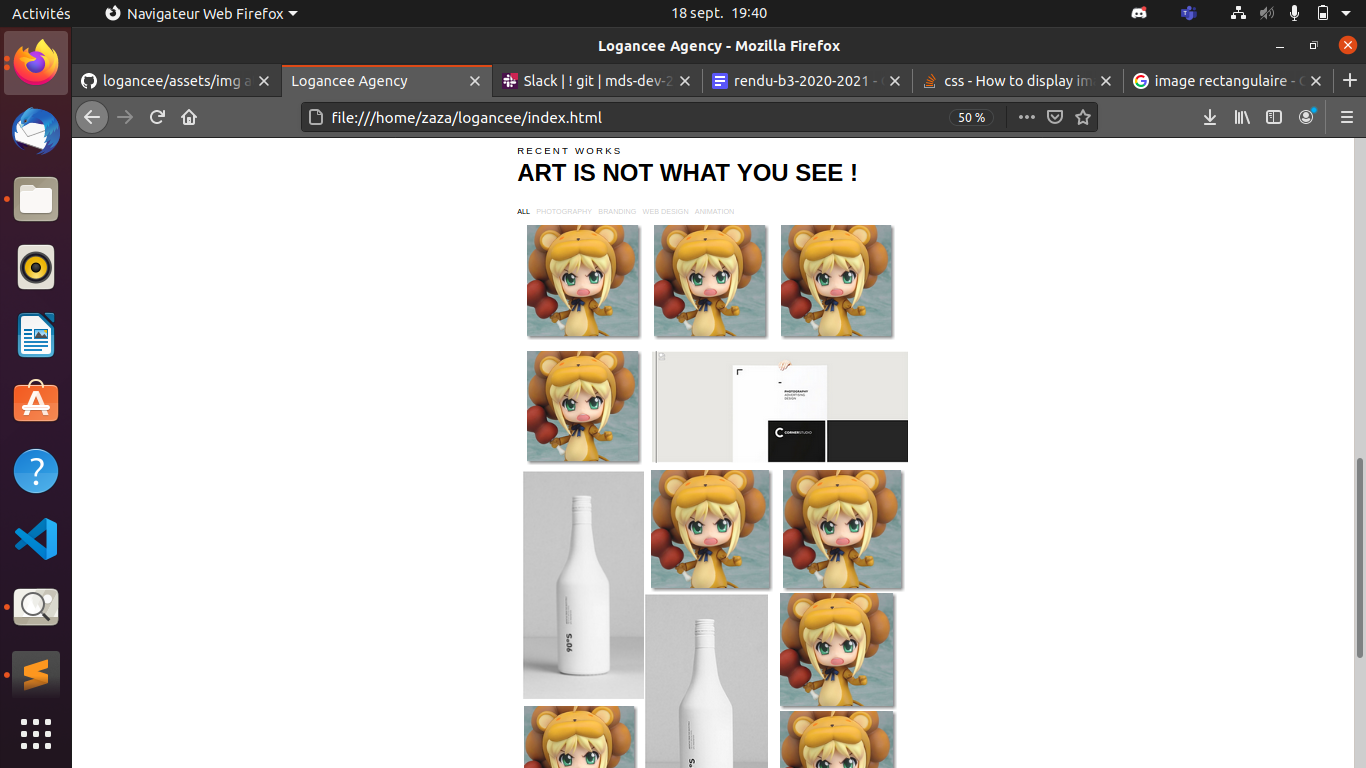 Activités
Navigateur Web Firefox
18 sept. 19:40
Logancee Agency - Mozilla Firefox
logancee/assets/img a
Logancee Agency
Slack | ! git | mds-dev-2
rendu-b3-2020-2021 -
css - How to display im
image rectangulaire -
file:///home/zaza/logancee/index.html
50 %
RECENT WORKS
ART IS NOT WHAT YOU SEE !
ALL PHOTOGRAPHY BRANDING WEB DESIGN ANIMATION
PHOTOGRAPHY
ADVERTISING
DESIGN
CORNERSTUDIO
90°S
90°S